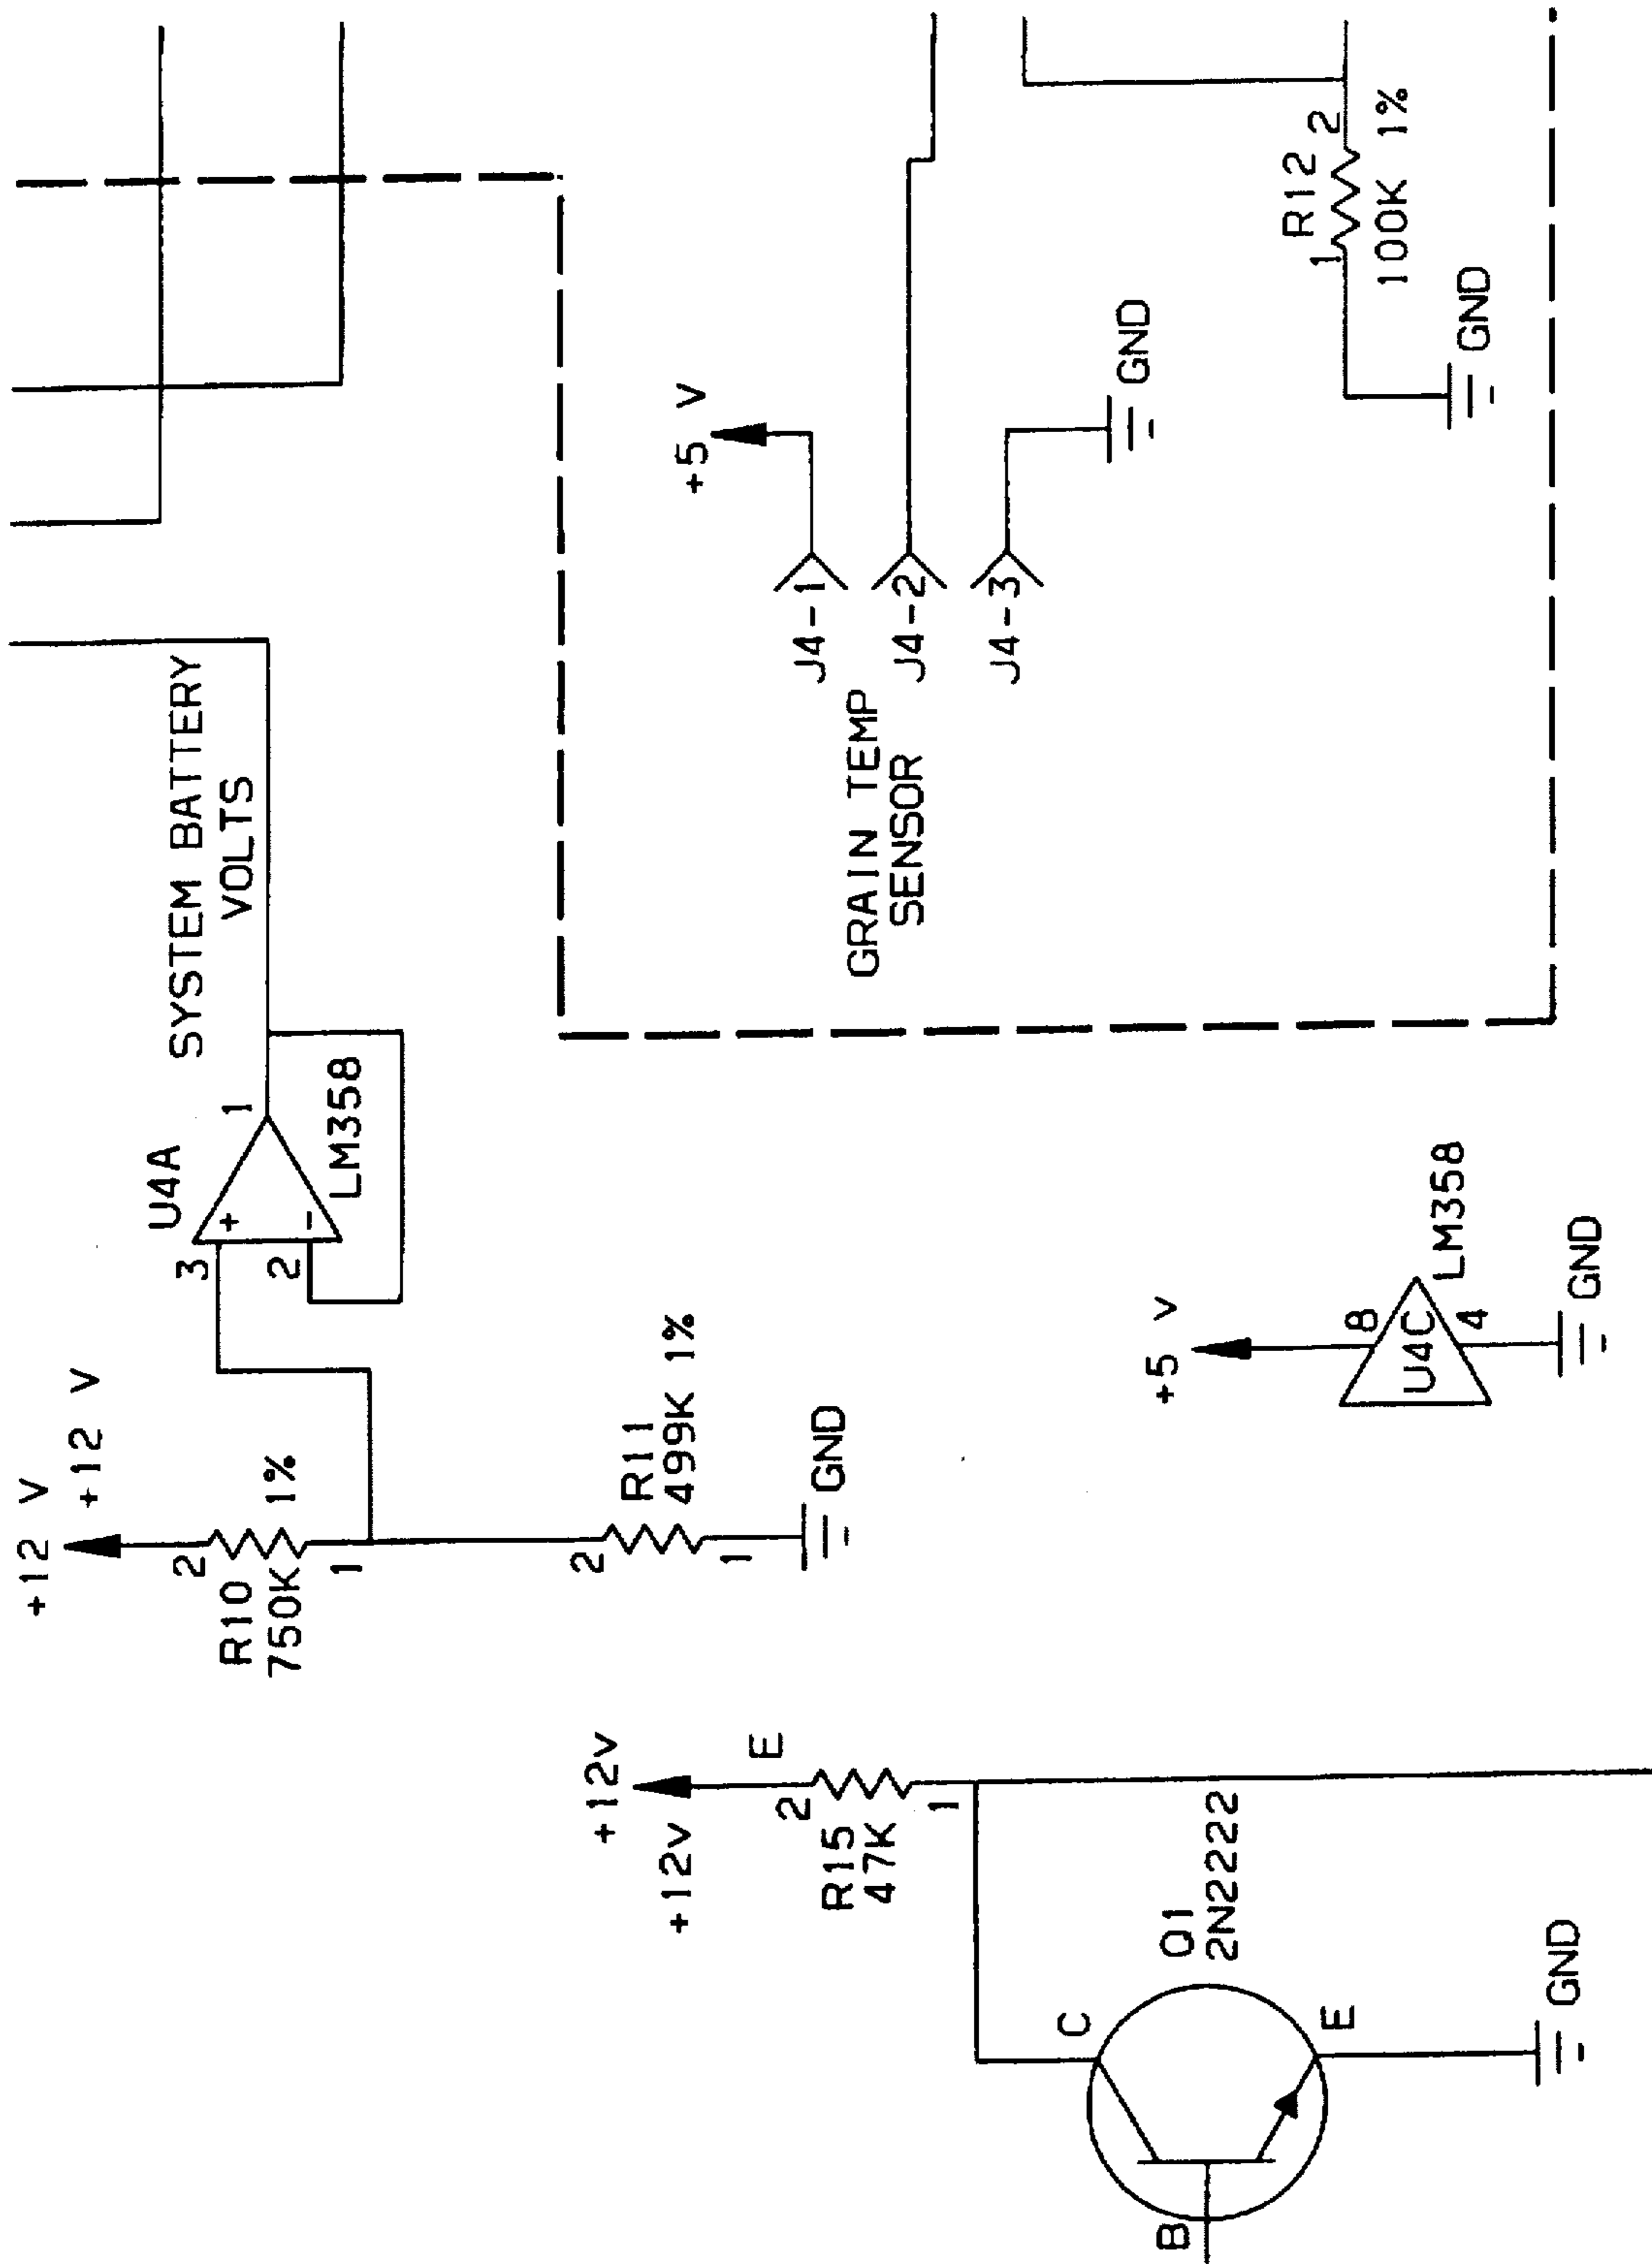 +12 V
+12 V
2
R10
750K 1%
1
R11
499K 1%
2
1
GND
U4A
3
+
2
-
1
LM358
SYSTEM BATTERY
VOLTS
+12v
+12v
E
2
R15
47K
1
Q1
2N2222
C
B
E
GND
+5 v
8
U4C
4
LM358
GND
GRAIN TEMP
SENSOR
+5 V
J4-1
J4-2
J4-3
GND
R12
1
2
100K 1%
GND